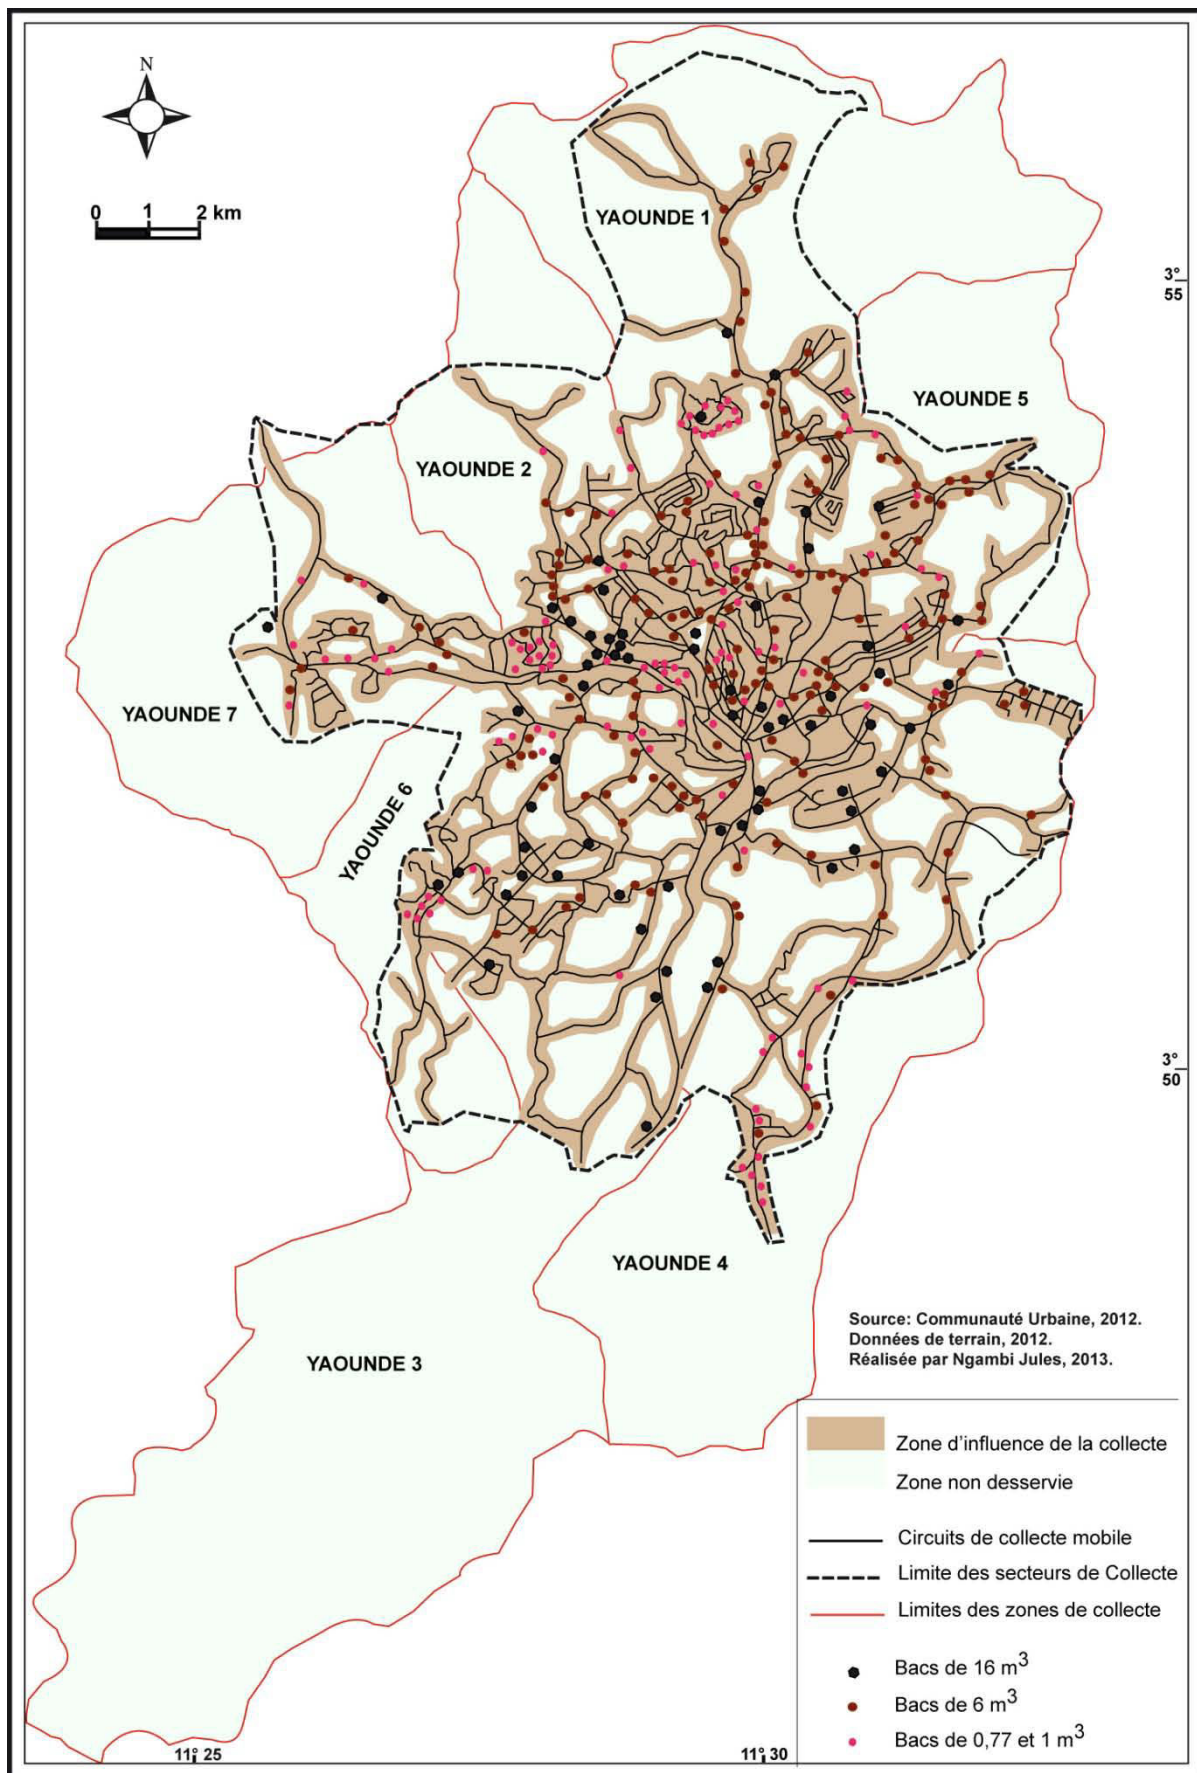 N
0 1 2 km
YAOUNDE 1
3°
55
YAOUNDE 5
YAOUNDE 2
YAOUNDE 7
YAOUNDE 6
3°
50
YAOUNDE 4
YAOUNDE 3
Source: Communauté Urbaine, 2012.
Données de terrain, 2012.
Réalisée par Ngambi Jules, 2013.
Zone d'influence de la collecte
Zone non desservie
Circuits de collecte mobile
Limite des secteurs de Collecte
Limites des zones de collecte
Bacs de 16 m³
Bacs de 6 m³
Bacs de 0,77 et 1 m³
11° 25
11° 30